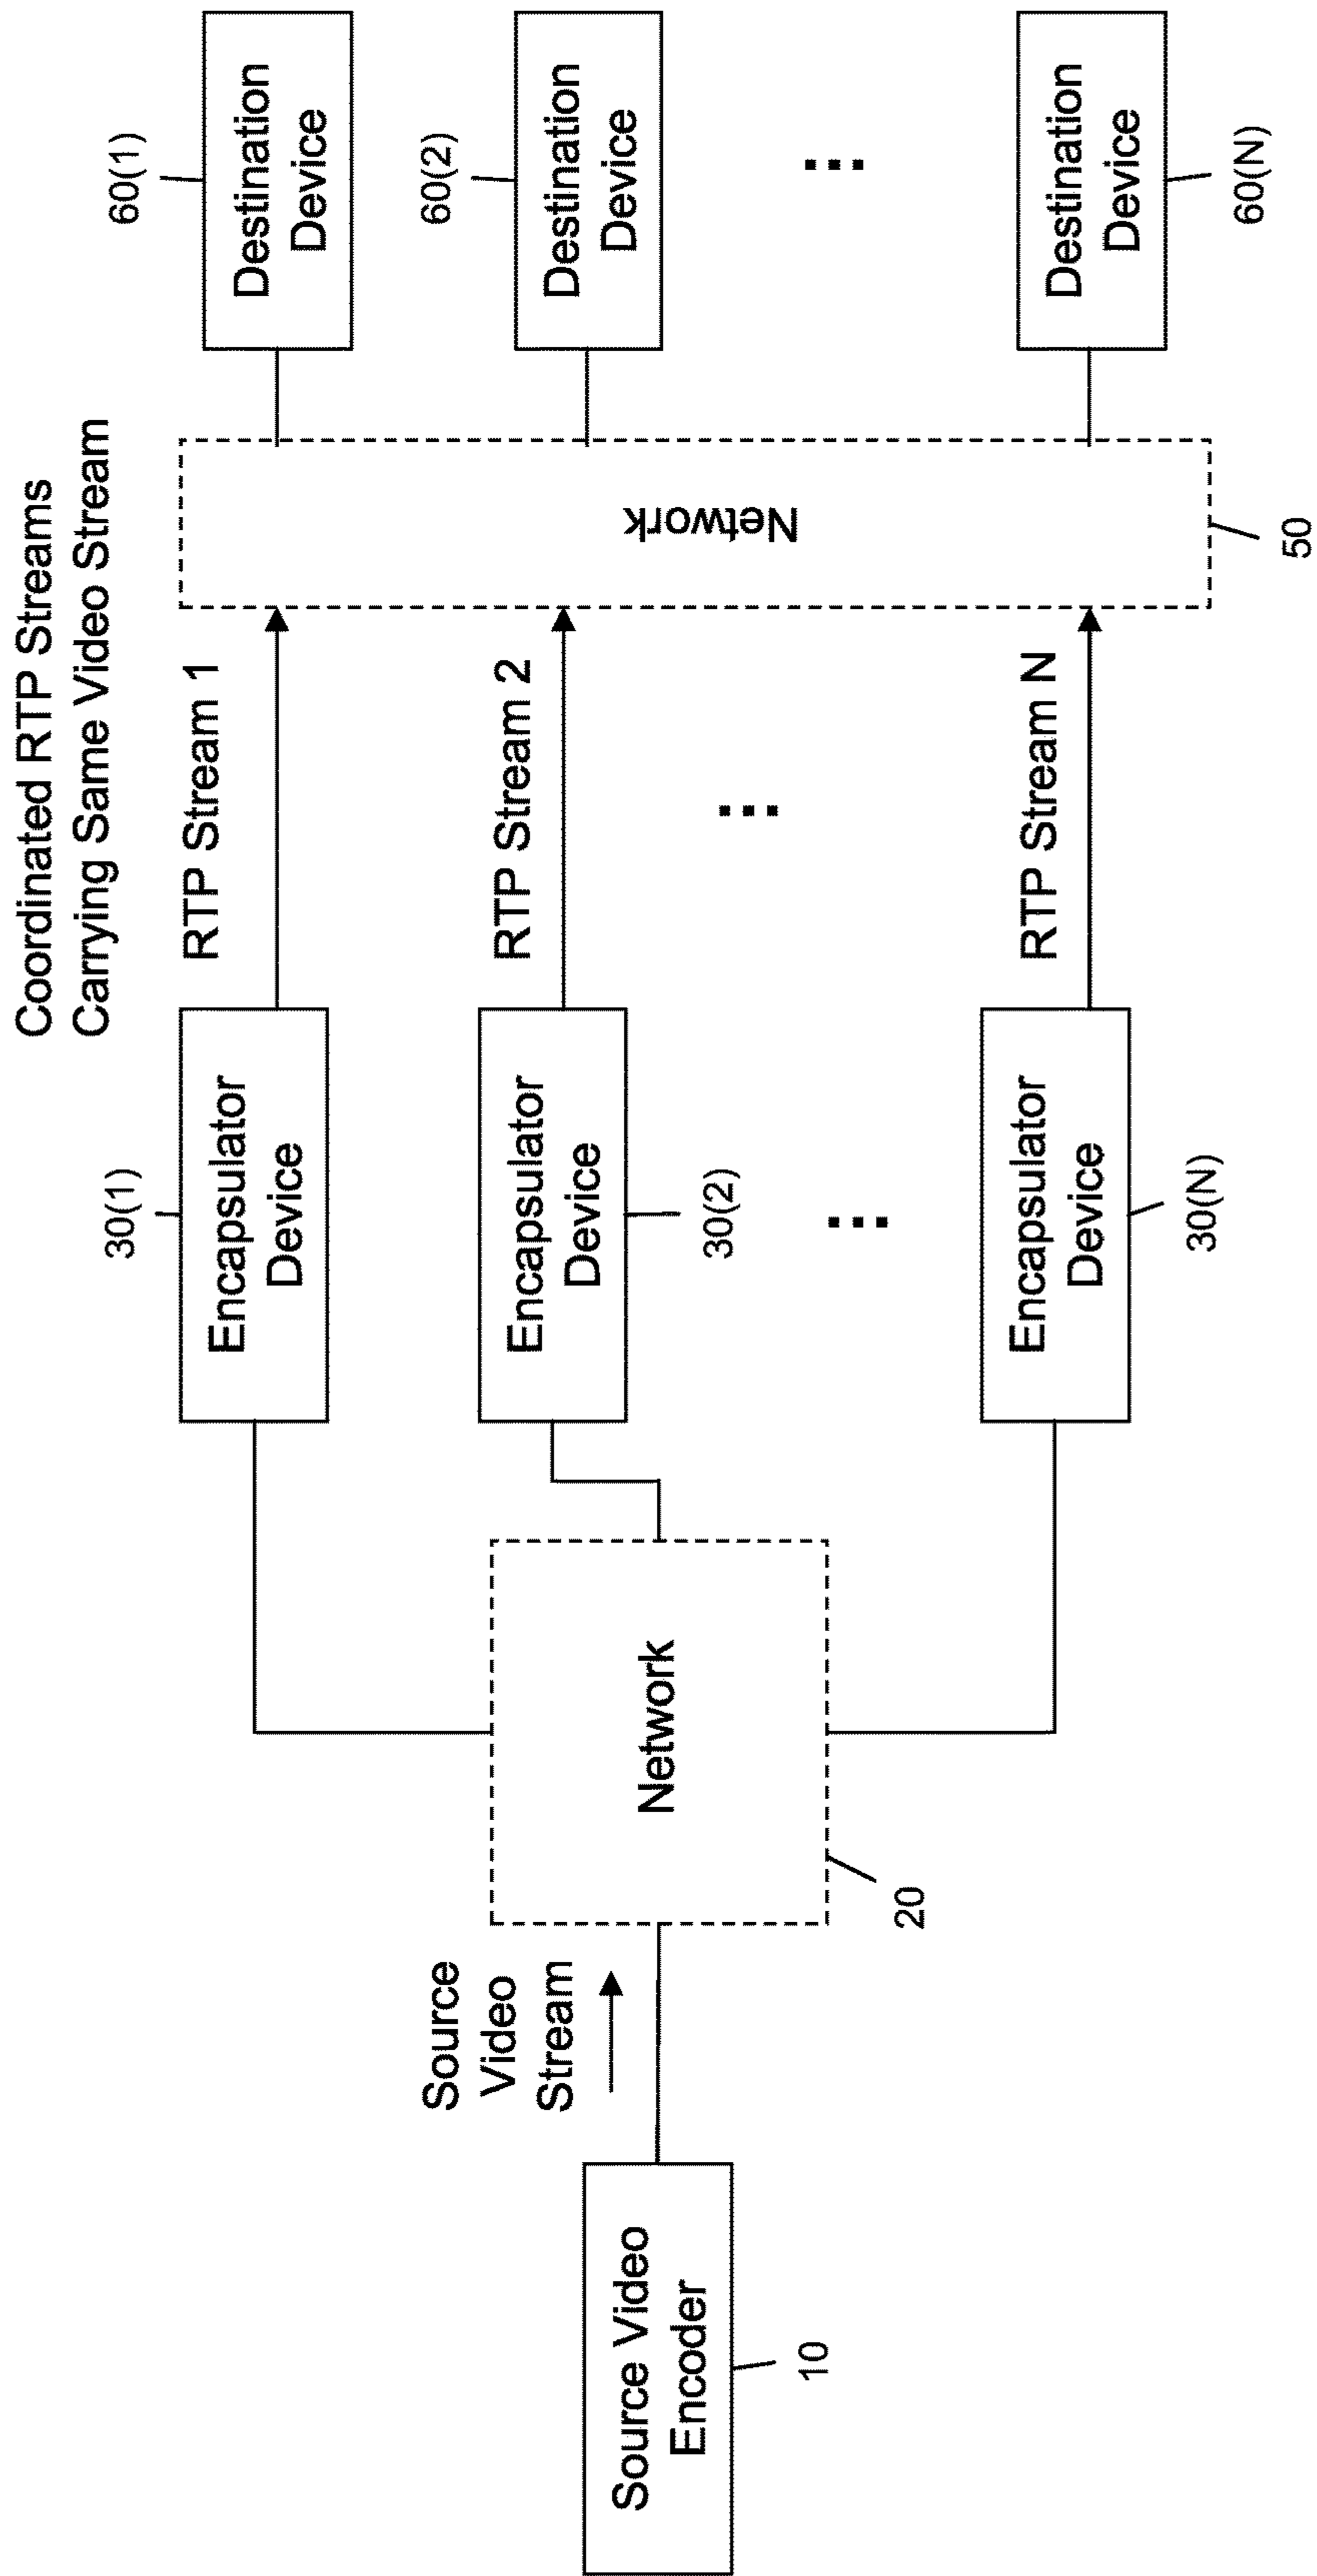 Coordinated RTP Streams
Carrying Same Video Stream
Source Video
Encoder
10
Source
Video
Stream
Network
20
30(1)
Encapsulator
Device
RTP Stream 1
60(1)
Destination
Device
Encapsulator
Device
30(2)
RTP Stream 2
60(2)
Destination
Device
Encapsulator
Device
30(N)
RTP Stream N
Network
50
Destination
Device
60(N)